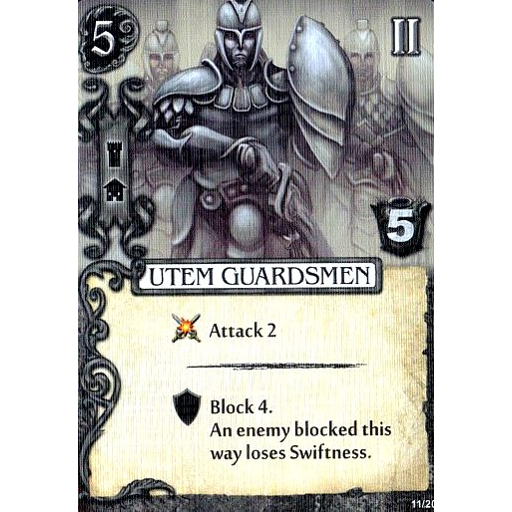 5
II
5
UTEM GUARDSMEN
Attack 2
Block 4.
An enemy blocked this
way loses Swiftness.